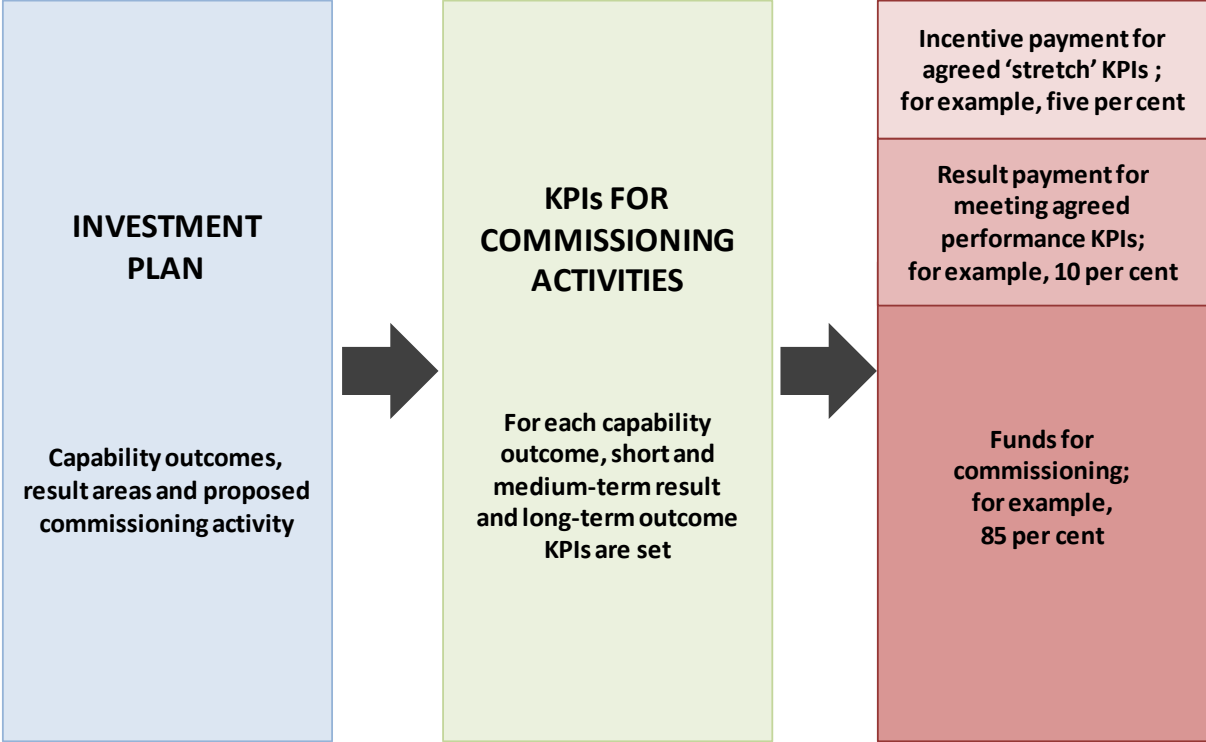 INVESTMENT
PLAN
Capability outcomes,
result areas and proposed
commissioning activity
KPIs FOR
COMMISSIONING
ACTIVITIES
For each capability
outcome, short and
medium-term result
and long-term outcome
KPIs are set
Incentive payment for
agreed ‘stretch’ KPIs ;
for example, five per cent
Result payment for
meeting agreed
performance KPIs;
for example, 10 per cent
Funds for
commissioning;
for example,
85 per cent